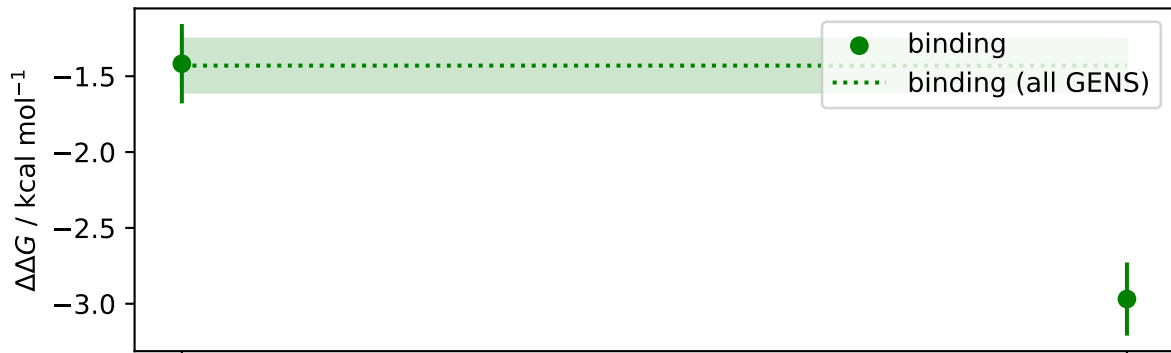 binding
binding (all GENS)
−1.5
−2.0
−2.5
−3.0
ΔΔG / kcal mol⁻¹